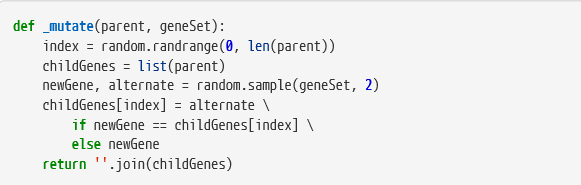 def _mutate(parent, geneSet):
    index = random.randrange(0, len(parent))
    childGenes = list(parent)
    newGene, alternate = random.sample(geneSet, 2)
    childGenes[index] = alternate \
        if newGene == childGenes[index] \
        else newGene
    return ''.join(childGenes)